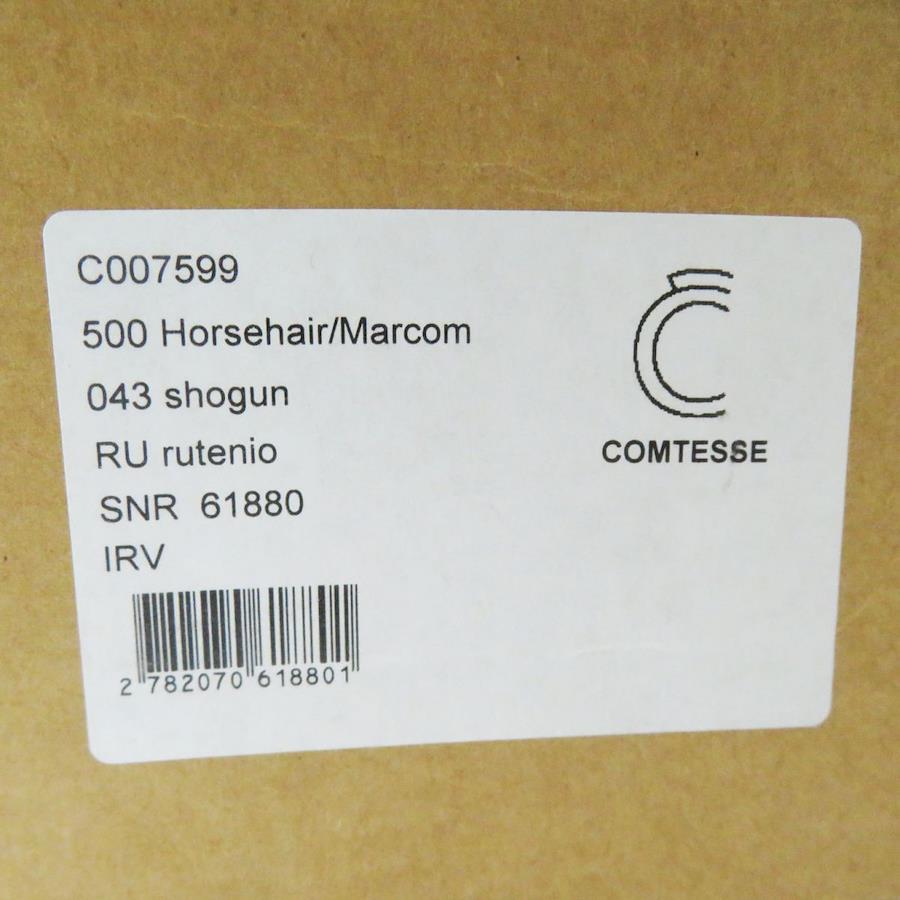 C007599
500 Horsehair/Marcom
043 shogun
RU rutenio
SNR 61880
IRV
2 782070 618801
COMTESSE